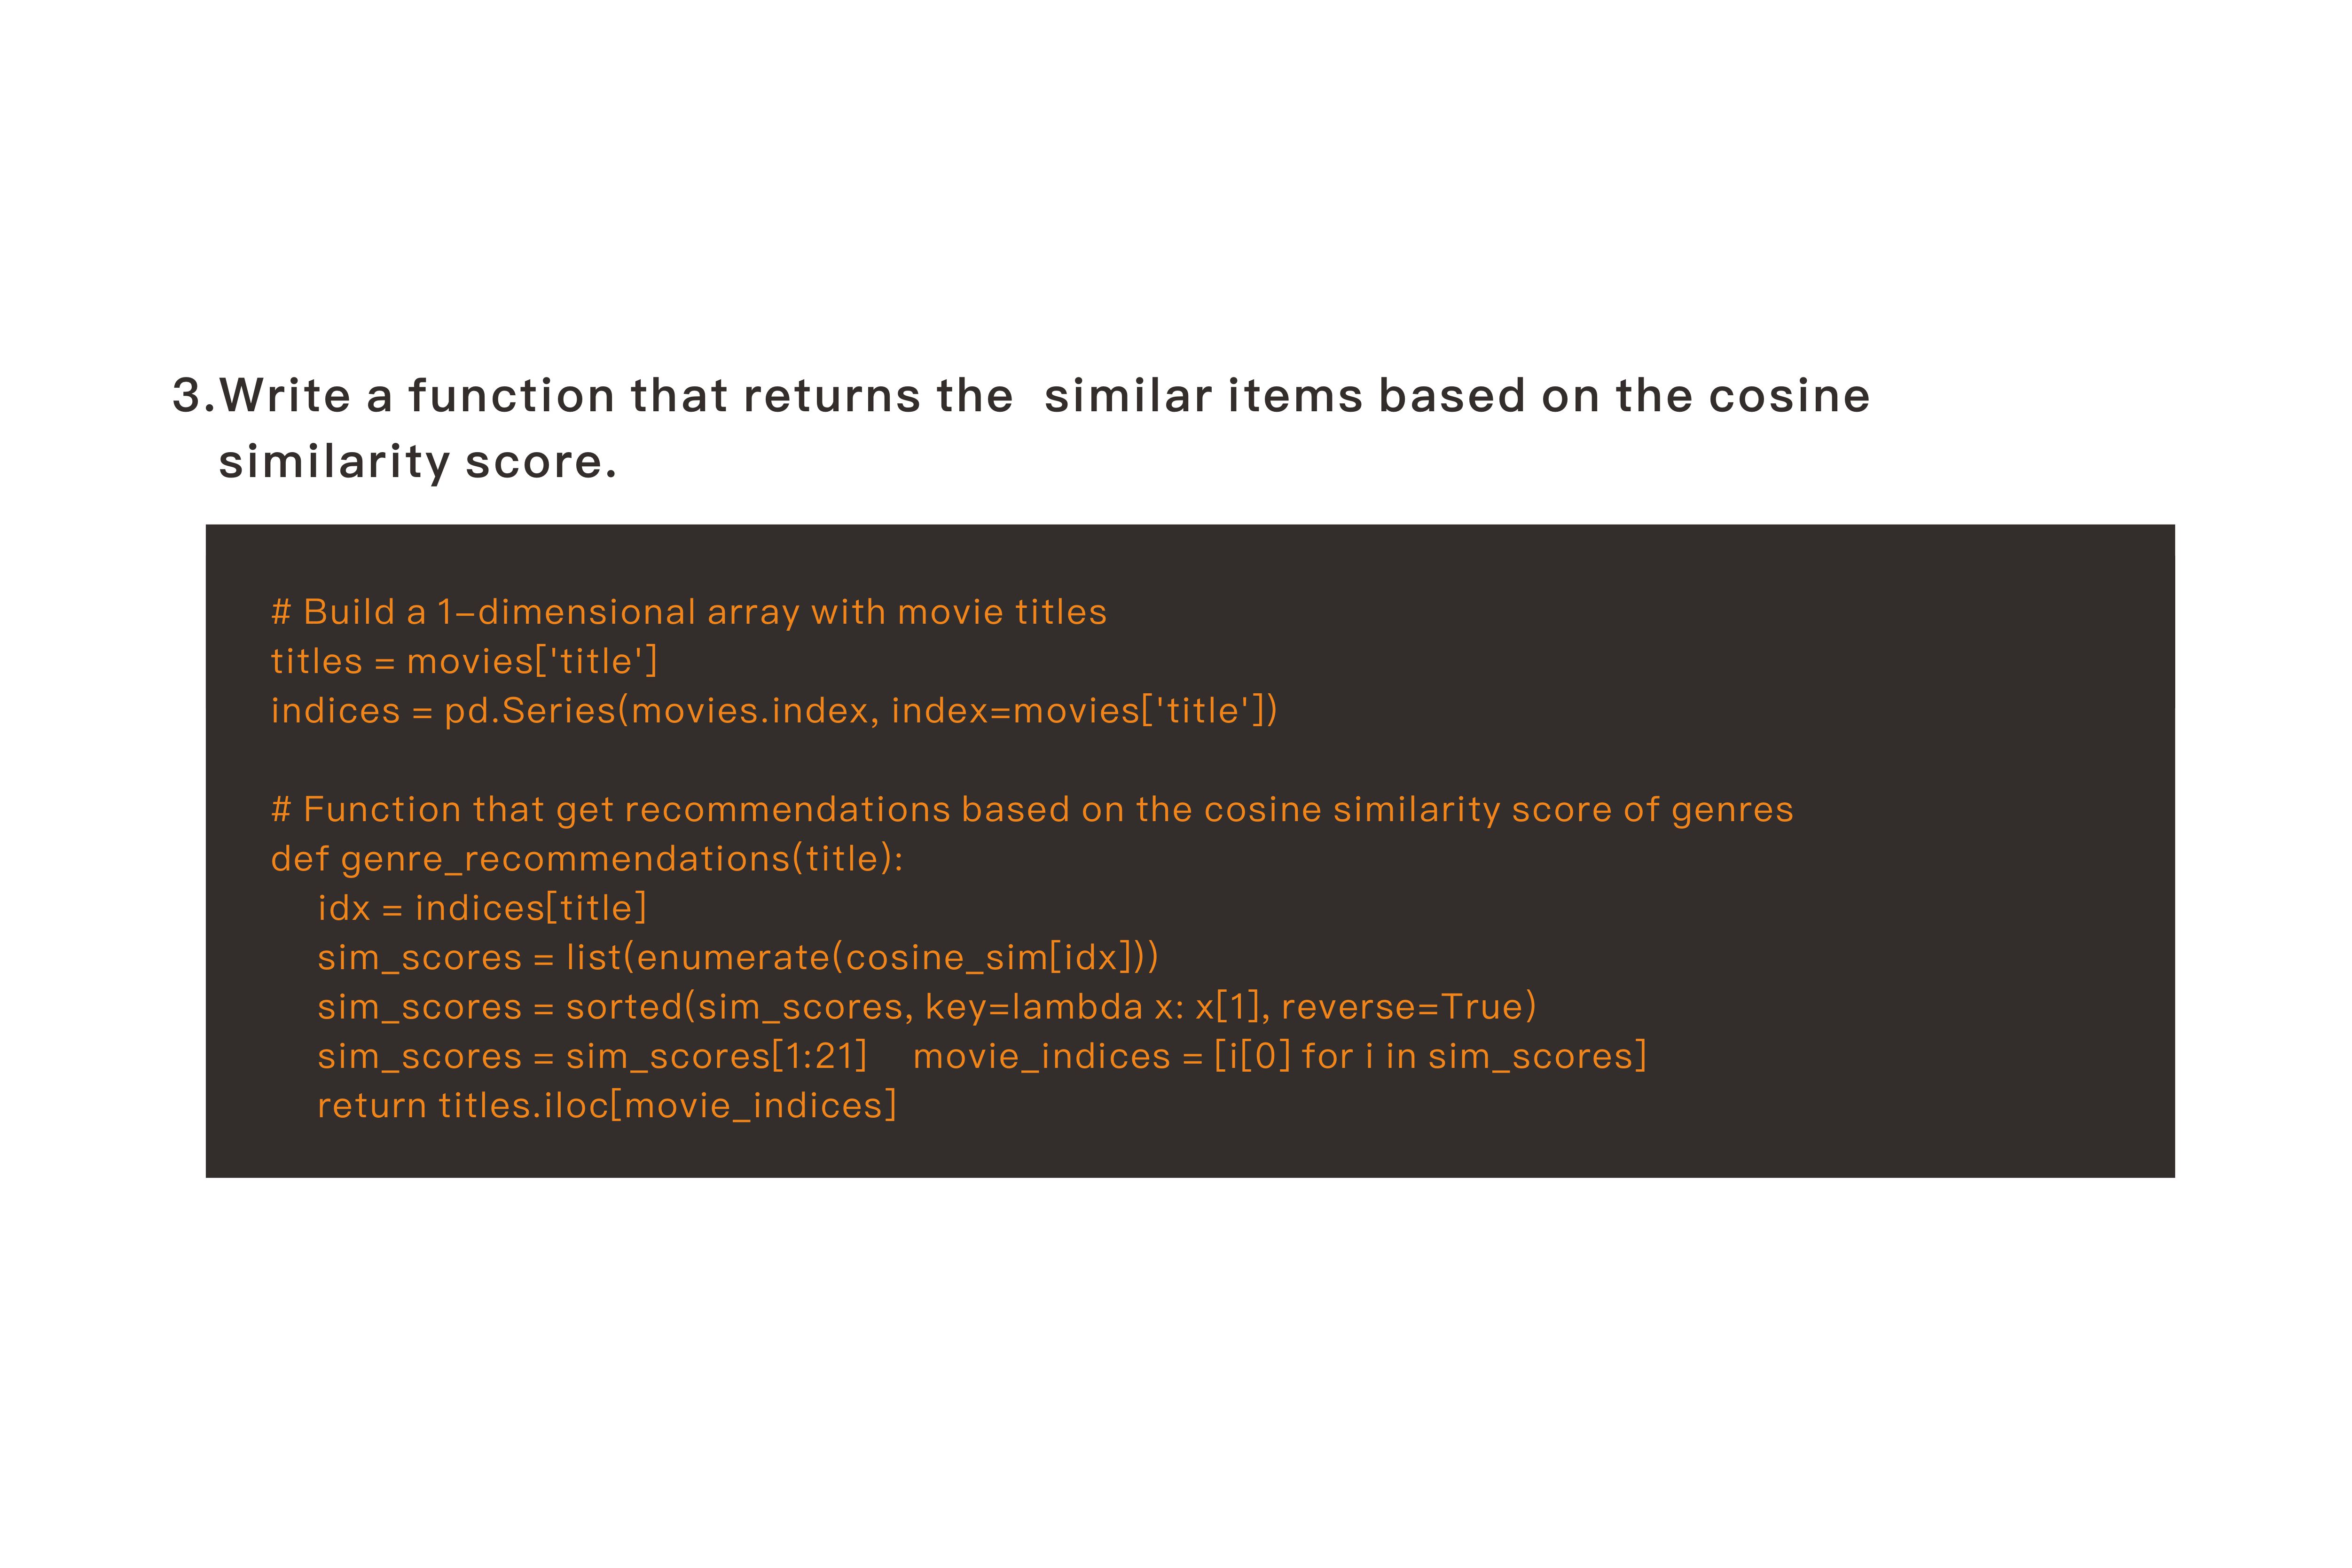 3.Write a function that returns the  similar items based on the cosine
similarity score.
# Build a 1–dimensional array with movie titles
titles = movies['title']
indices = pd.Series(movies.index, index=movies['title'])
# Function that get recommendations based on the cosine similarity score of genres
def genre_recommendations(title):
    idx = indices[title]
    sim_scores = list(enumerate(cosine_sim[idx]))
    sim_scores = sorted(sim_scores, key=lambda x: x[1], reverse=True)
    sim_scores = sim_scores[1:21]    movie_indices = [i[0] for i in sim_scores]
    return titles.iloc[movie_indices]